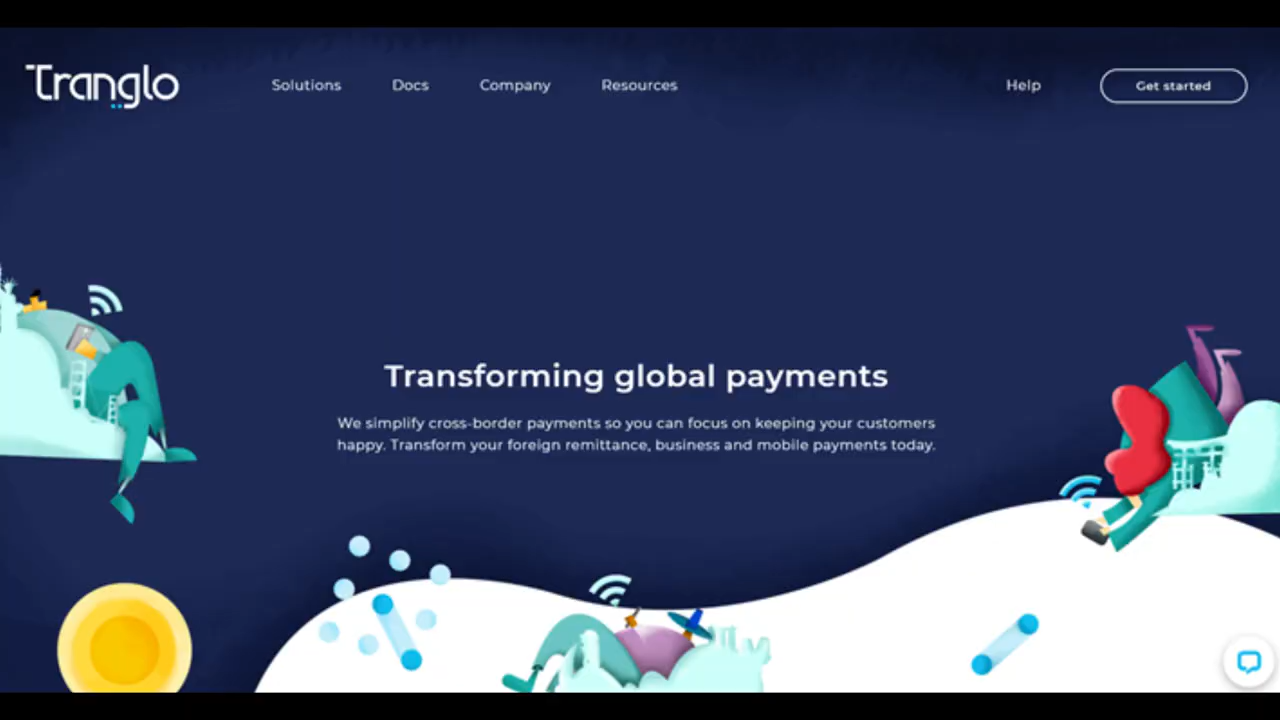 Tranglo
Solutions
Docs
Company
Resources
Help
Get started
Transforming global payments
We simplify cross-border payments so you can focus on keeping your customers
happy. Transform your foreign remittance, business and mobile payments today.